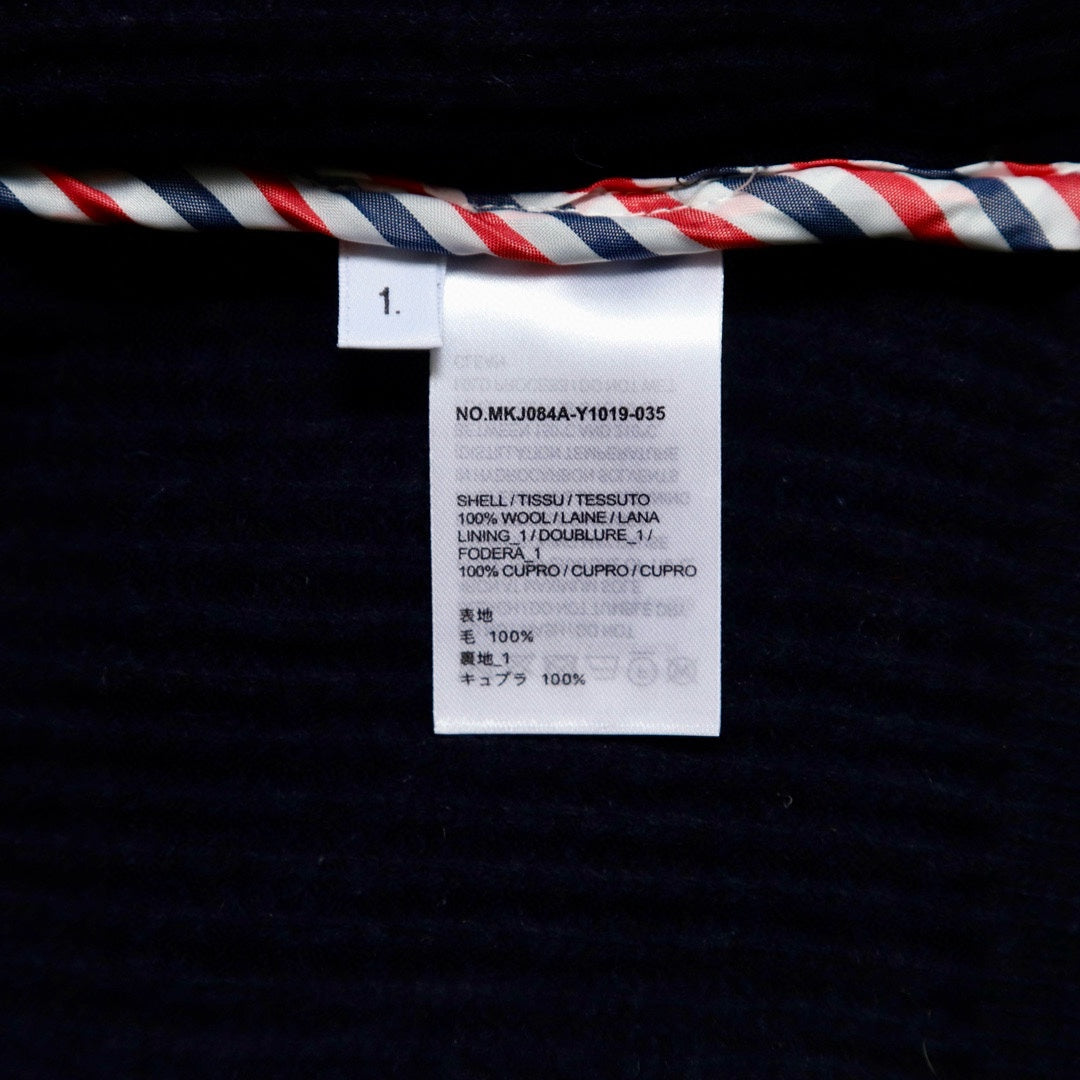 1.
NO.MKJ084A-Y1019-035
SHELL / TISSU / TESSUTO
100% WOOL / LAINE / LANA
LINING_1 / DOUBLURE_1 /
FODERA_1
100% CUPRO / CUPRO / CUPRO
表地
毛 100%
裏地_1
キュプラ 100%